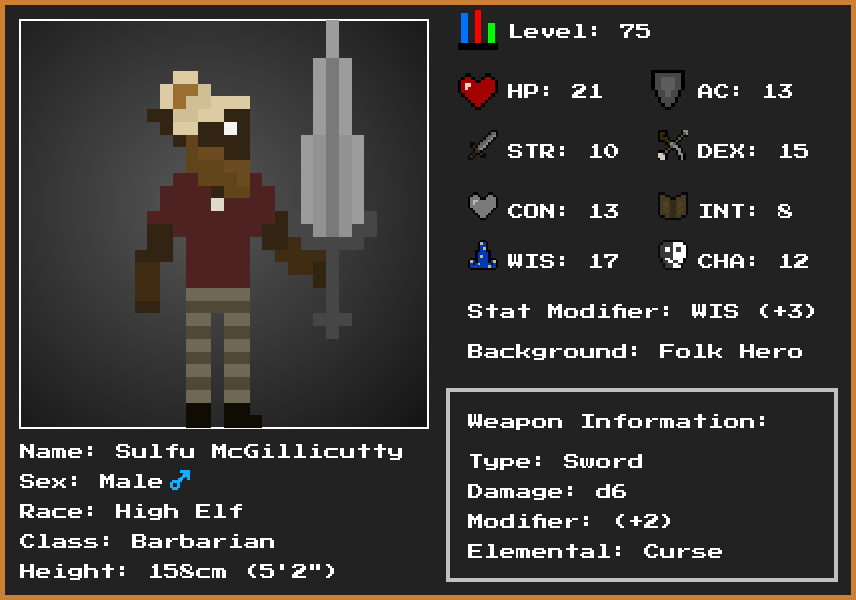 Level: 75
HP: 21 AC: 13
STR: 10 DEX: 15
CON: 13 INT: 8
WIS: 17 CHA: 12
Stat Modifier: WIS (+3)
Background: Folk Hero
Weapon Information:
Type: Sword
Damage: d6
Modifier: (+2)
Elemental: Curse
Name: Sulfu McGillicutty
Sex: Male ♂
Race: High Elf
Class: Barbarian
Height: 158cm (5'2")